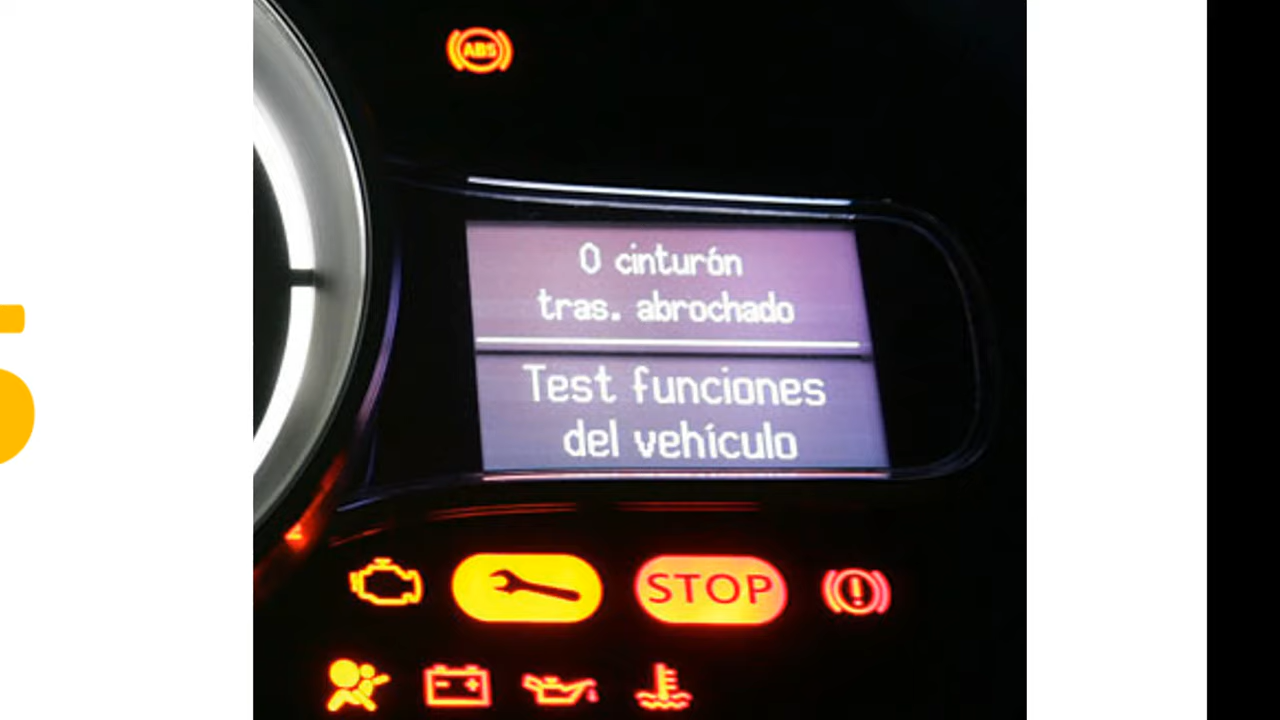 ABS
0 cinturón
tras. abrochado
Test funciones
del vehículo
STOP